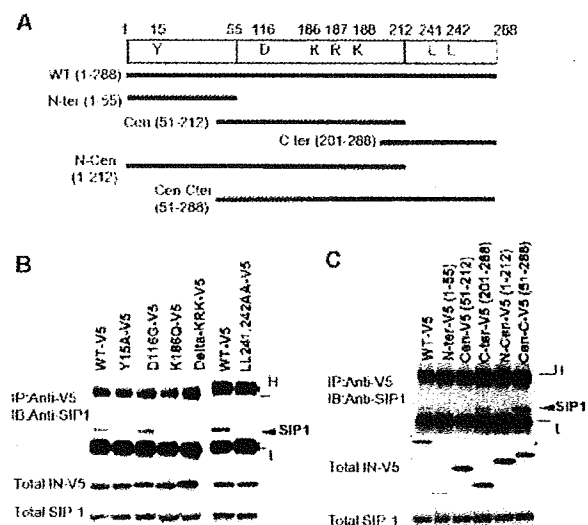 A
1 15 55 116 186 187 188 212 241 242 288
Y D K R K L L
WT (1-288)
N-ter (1-55)
Cen (51-212)
C ter (201-288)
N-Cen
(1-212)
Cen Cter
(51-288)
B
WT-V5
Y15A-V5
D116G-V5
K186Q-V5
Delta-KRK-V5
WT-V5
LL241,242AA-V5
IP:Anti-V5
IB:Anti-SIP1
H
SIP1
L
Total IN-V5
Total SIP 1
C
WT-V5
N-ter-V5 (1-55)
Cen-V5 (51-212)
C-ter-V5 (201-288)
N-Cen-V5 (1-212)
Cen-C-V5 (51-288)
IP:Anti-V5
IB:Anti-SIP1
H
SIP1
L
Total IN-V5
Total SIP 1